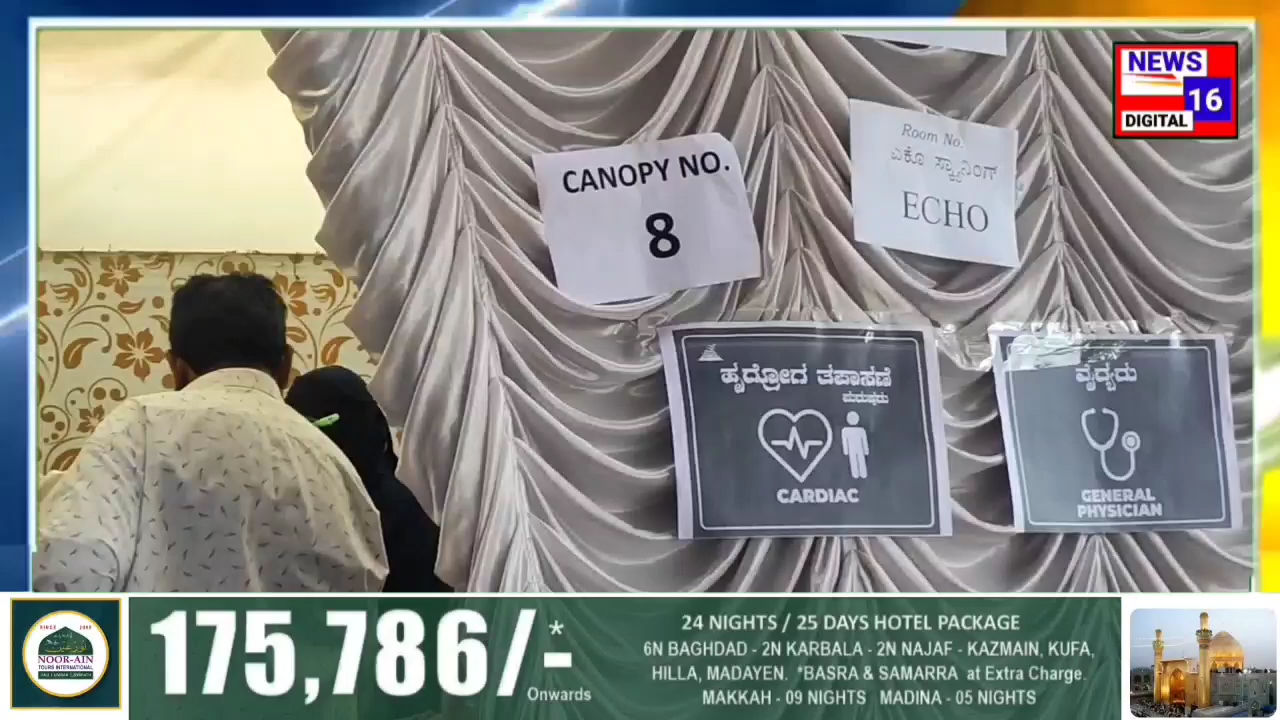 NEWS
16
DIGITAL
CANOPY NO.
8
Room No.
ಎಕೊ ಸ್ಕ್ಯಾನಿಂಗ್
ECHO
ಹೃದ್ರೋಗ ತಪಾಸಣೆ
ಪುರುಷರು
CARDIAC
ವೈದ್ಯರು
GENERAL
PHYSICIAN
SINCE
NOOR-AIN
TOURS INTERNATIONAL
175,786/-*
Onwards
24 NIGHTS / 25 DAYS HOTEL PACKAGE
6N BAGHDAD - 2N KARBALA - 2N NAJAF - KAZMAIN, KUFA,
HILLA, MADAYEN. *BASRA & SAMARRA at Extra Charge.
MAKKAH - 09 NIGHTS MADINA - 05 NIGHTS